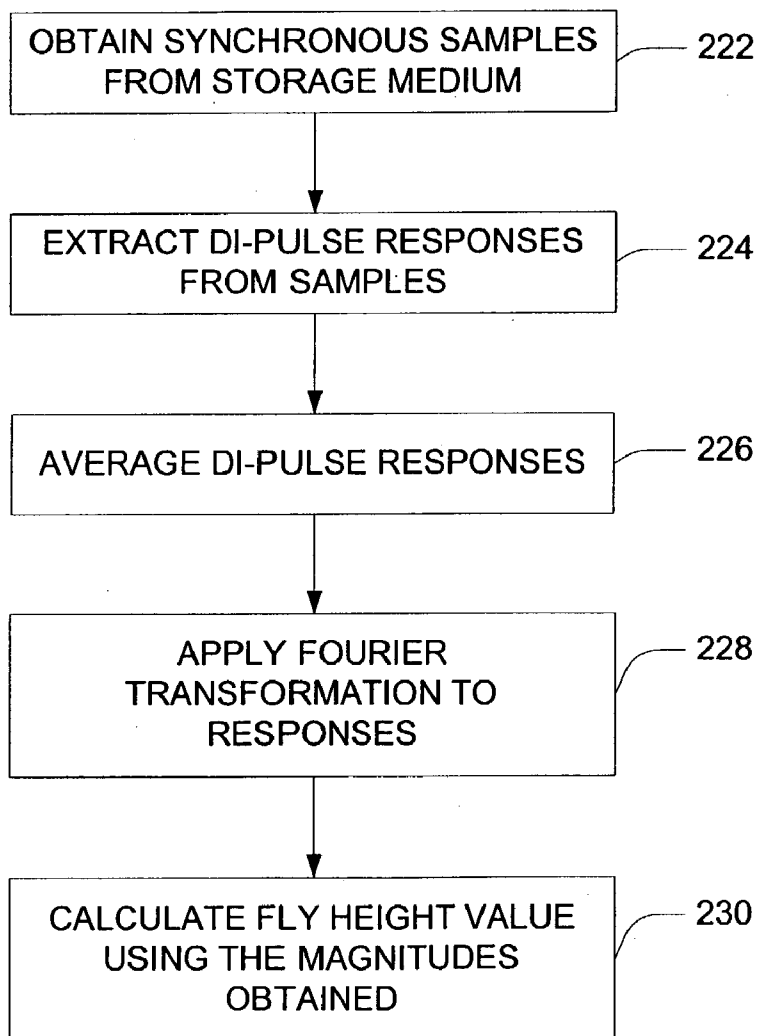 OBTAIN SYNCHRONOUS SAMPLES
FROM STORAGE MEDIUM
222
EXTRACT DI-PULSE RESPONSES
FROM SAMPLES
224
AVERAGE DI-PULSE RESPONSES
226
APPLY FOURIER
TRANSFORMATION TO
RESPONSES
228
CALCULATE FLY HEIGHT VALUE
USING THE MAGNITUDES
OBTAINED
230